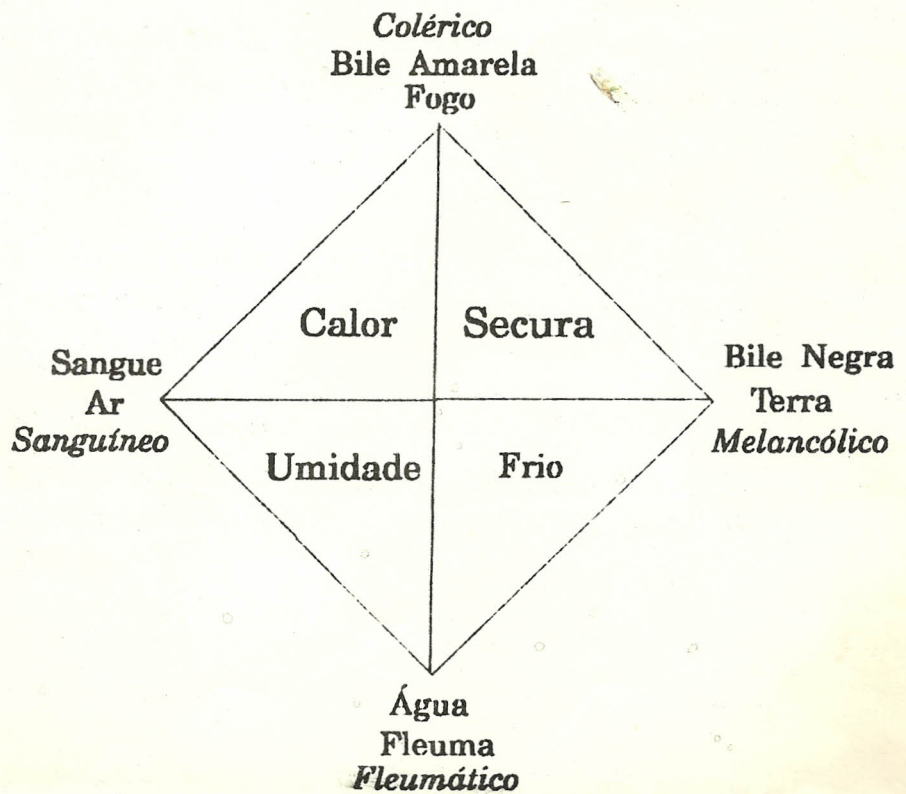 Colérico
Bile Amarela
Fogo
Calor
Secura
Sangue
Ar
Sanguíneo
Bile Negra
Terra
Melancólico
Umidade
Frio
Água
Fleuma
Fleumático